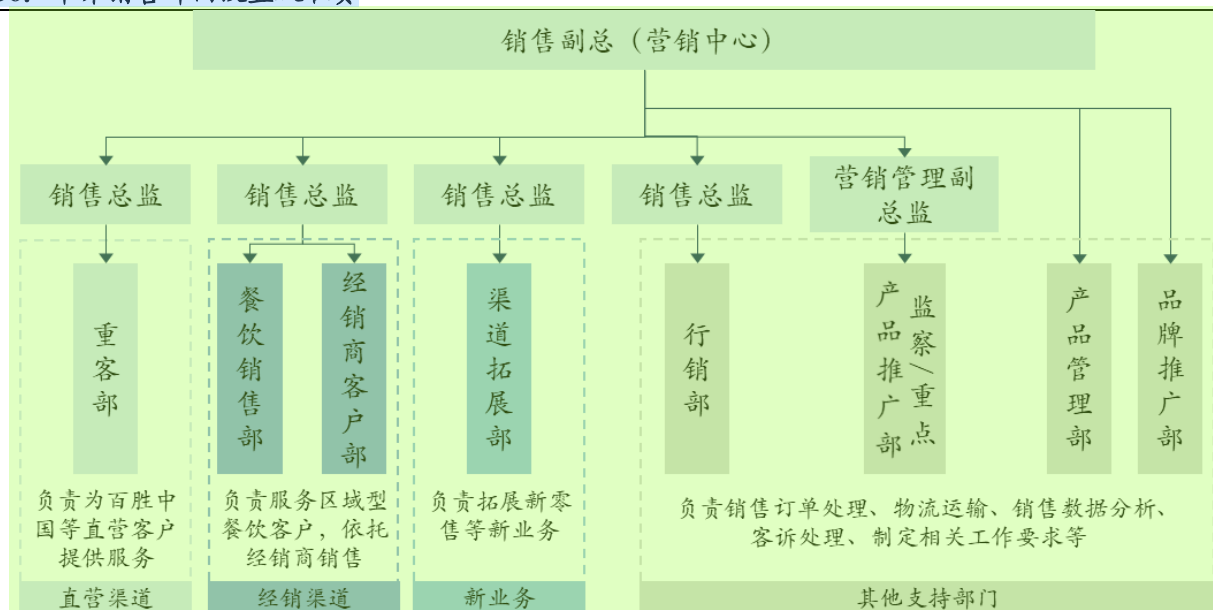 销售副总（营销中心）
销售总监
销售总监
销售总监
销售总监
营销管理副
总监
重客部
餐饮销售部
经销商客户部
渠道拓展部
行销部
监察/重点
产品推广部
产品管理部
品牌推广部
负责为百胜中
国等直营客户
提供服务
负责服务区域型
餐饮客户，依托
经销商销售
负责拓展新零
售等新业务
负责销售订单处理、物流运输、销售数据分析、
客诉处理、制定相关工作要求等
直营渠道
经销渠道
新业务
其他支持部门